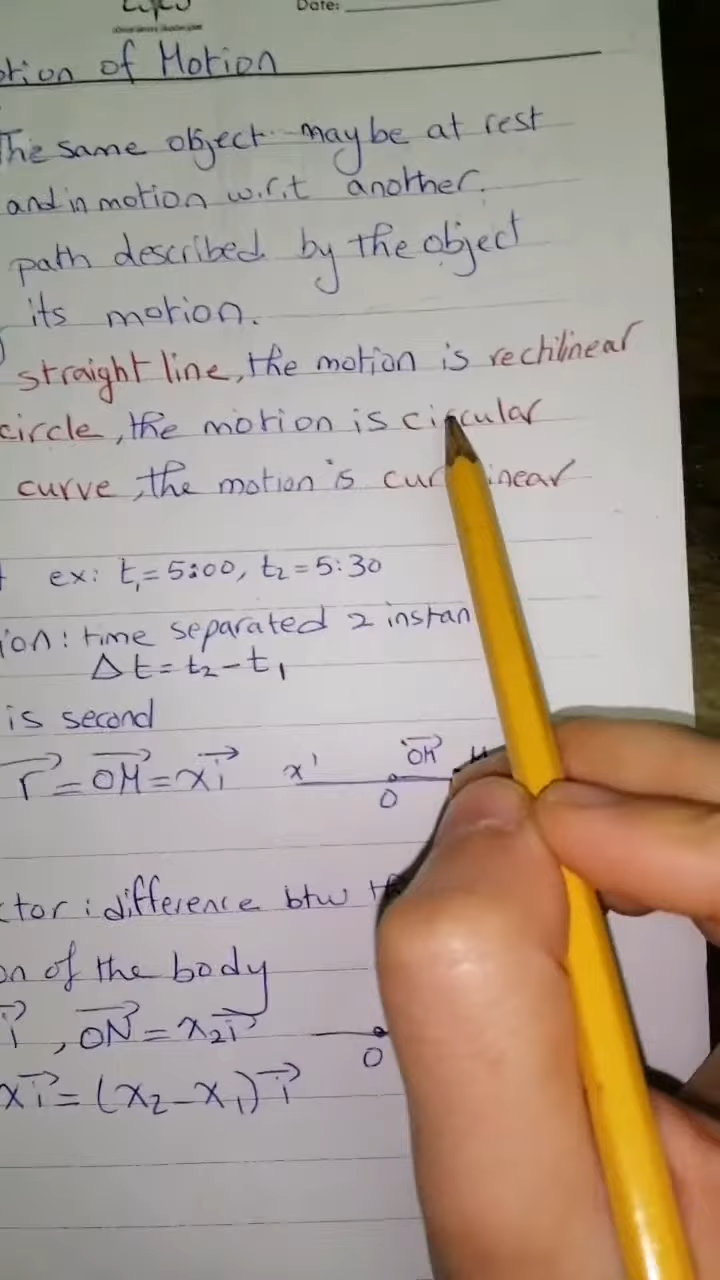 Date:
of Motion
The same object may be at rest
and in motion w.r.t another.
path described by the object
its motion.
straight line, the motion is rectilinear
circle, the motion is circular
curve, the motion is
ex: t₁ = 5:00, t₂ = 5:30
ion: time separated 2 instan
Δt = t₂ - t₁
is second
r⃗ = OM⃗ = xi⃗ x' OM⃗ M
O
ctor : difference btw
on of the body
i⃗, ON⃗ = x₂i⃗
O
xi⃗ = (x₂ - x₁)i⃗